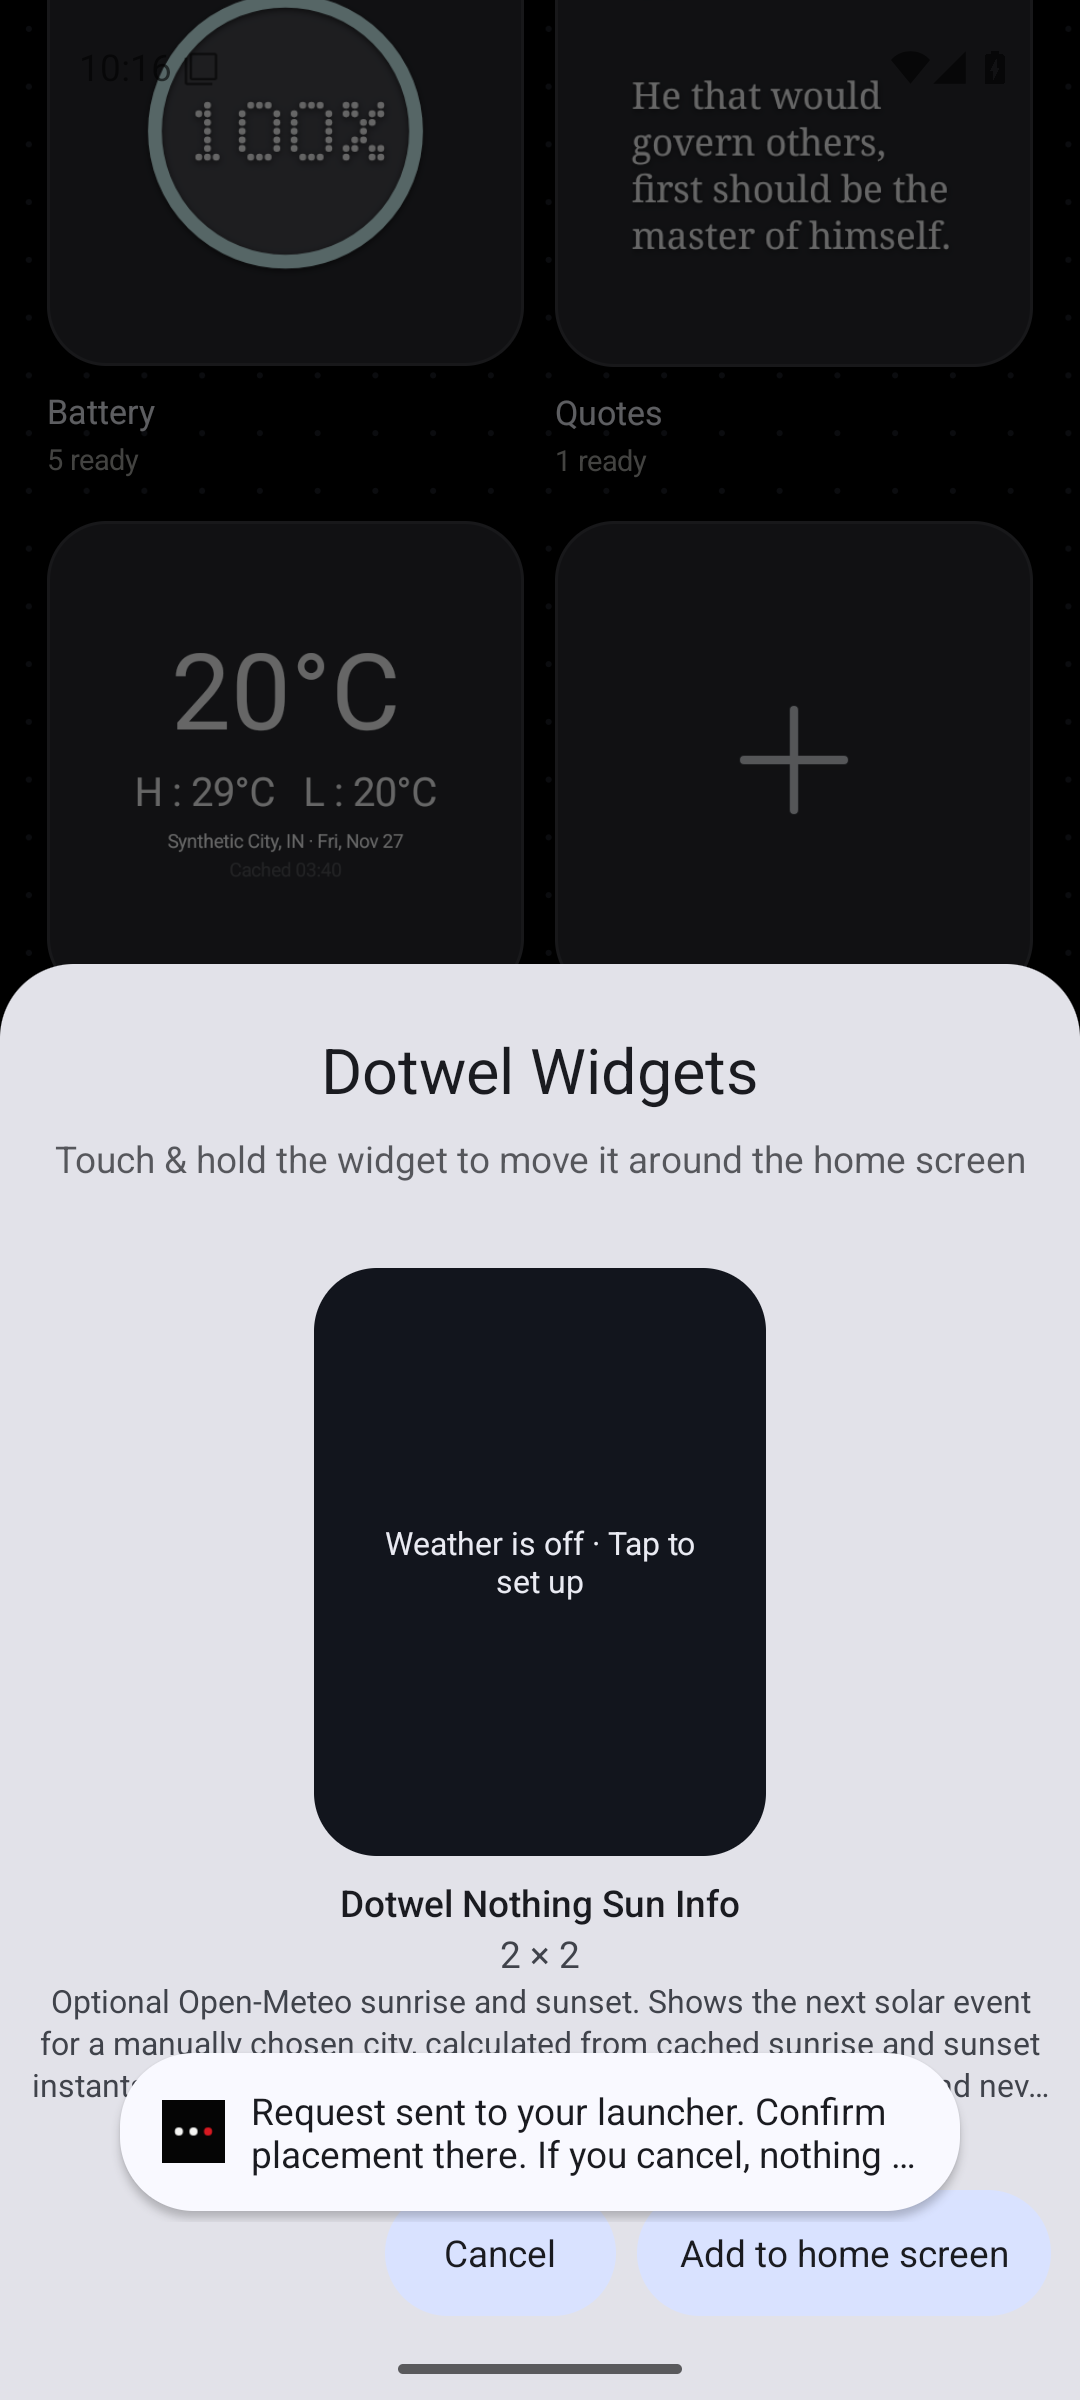 10:16
100%
He that would
govern others,
first should be the
master of himself.
Battery
5 ready
Quotes
1 ready
20°C
H : 29°C L : 20°C
Synthetic City, IN · Fri, Nov 27
Cached 03:40
Dotwel Widgets
Touch & hold the widget to move it around the home screen
Weather is off · Tap to
set up
Dotwel Nothing Sun Info
2 × 2
Optional Open-Meteo sunrise and sunset. Shows the next solar event
for a manually chosen city, calculated from cached sunrise and sunset
nev…
Request sent to your launcher. Confirm
placement there. If you cancel, nothing …
Cancel
Add to home screen